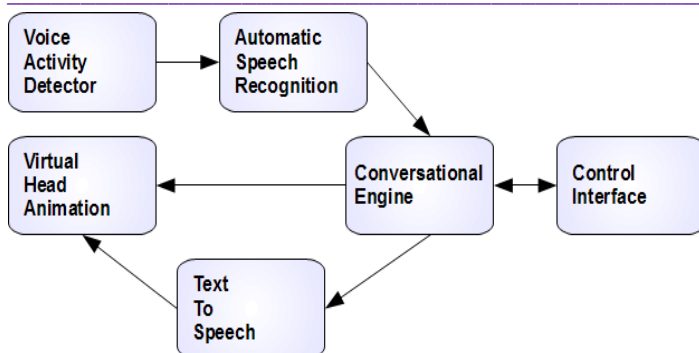 Voice
Activity
Detector
Automatic
Speech
Recognition
Virtual
Head
Animation
Conversational
Engine
Control
Interface
Text
To
Speech